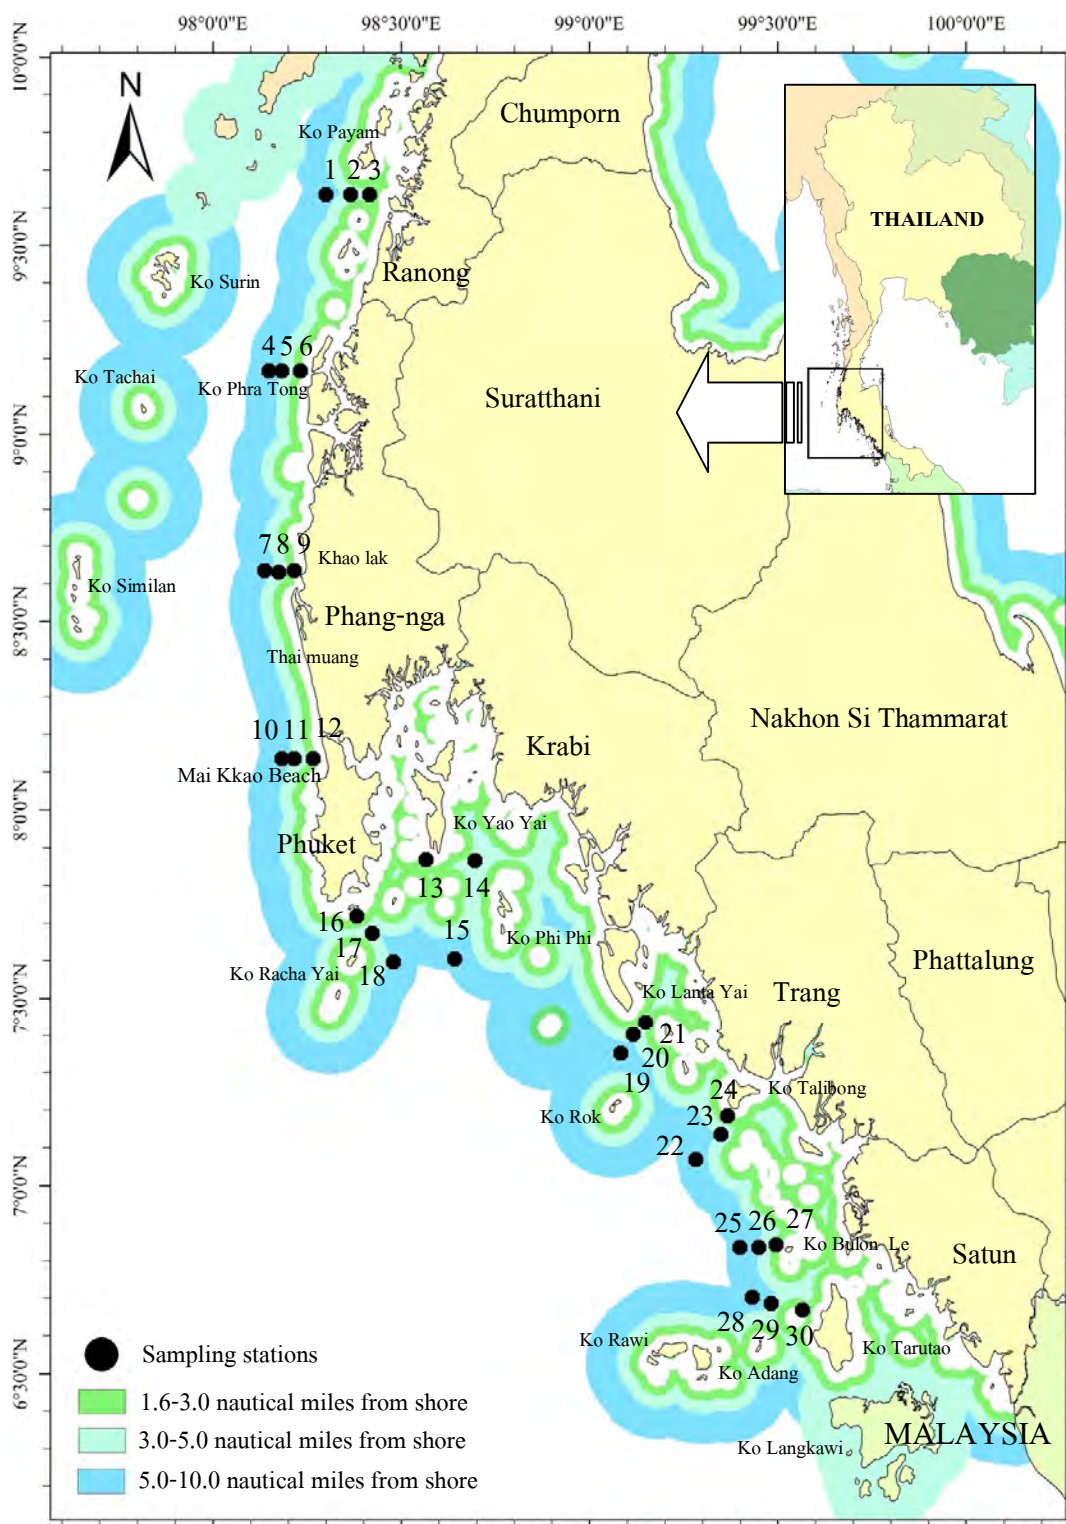 98°0'0"E 98°30'0"E 99°0'0"E 99°30'0"E 100°0'0"E
10°0'0"N
9°30'0"N
9°0'0"N
8°30'0"N
8°0'0"N
7°30'0"N
7°0'0"N
6°30'0"N
N
Chumporn
Ko Payam
1 2 3
THAILAND
Ranong
Ko Surin
4 5 6
Ko Tachai
Ko Phra Tong
Suratthani
7 8 9
Khao lak
Ko Similan
Phang-nga
Thai muang
10 11 12
Mai Kkao Beach
Nakhon Si Thammarat
Krabi
Ko Yao Yai
Phuket
13 14
16 15
17
Ko Phi Phi
18
Ko Racha Yai
Phattalung
Trang
Ko Lanta Yai
21
20
19
24
Ko Talibong
Ko Rok
23
22
25 26 27
Ko Bulon Le
Satun
28 29 30
Ko Rawi
Ko Tarutao
Ko Adang
MALAYSIA
Ko Langkawi
Sampling stations
1.6-3.0 nautical miles from shore
3.0-5.0 nautical miles from shore
5.0-10.0 nautical miles from shore